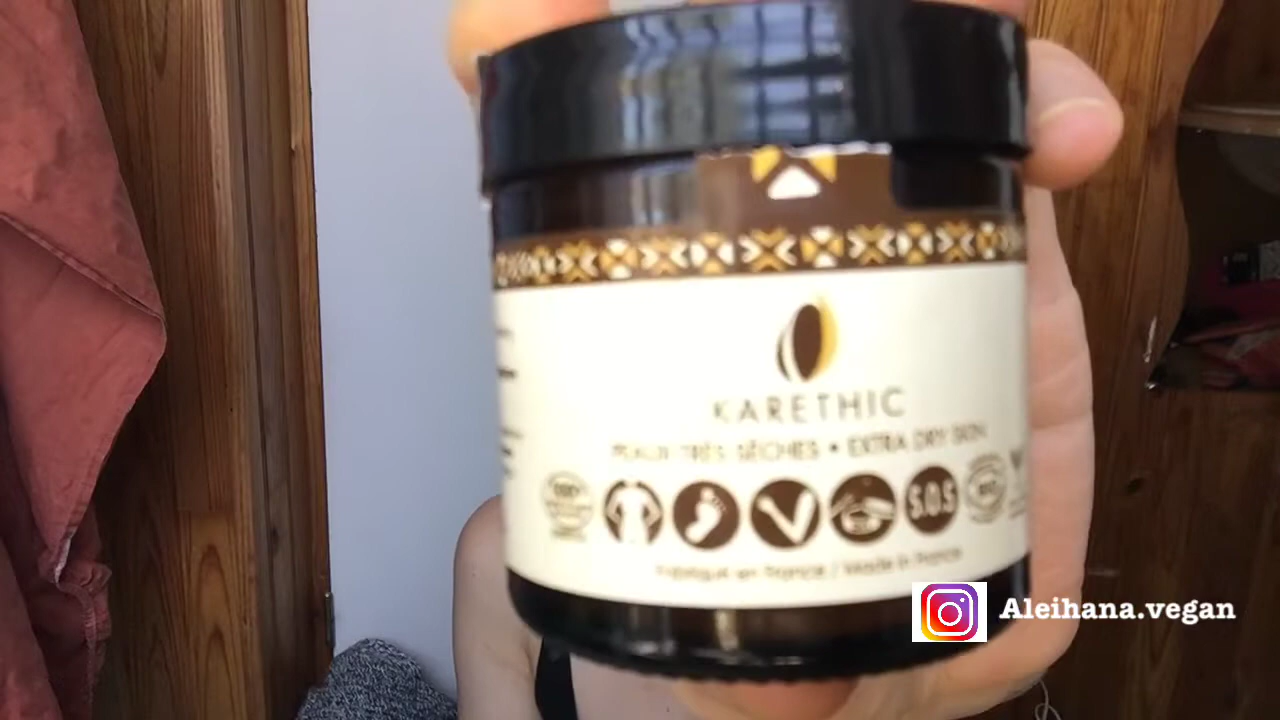 KARETHIC
PEAUX TRÈS SÈCHES • EXTRA DRY SKIN
S.O.S
Fabriqué en France / Made in France
Aleihana.vegan